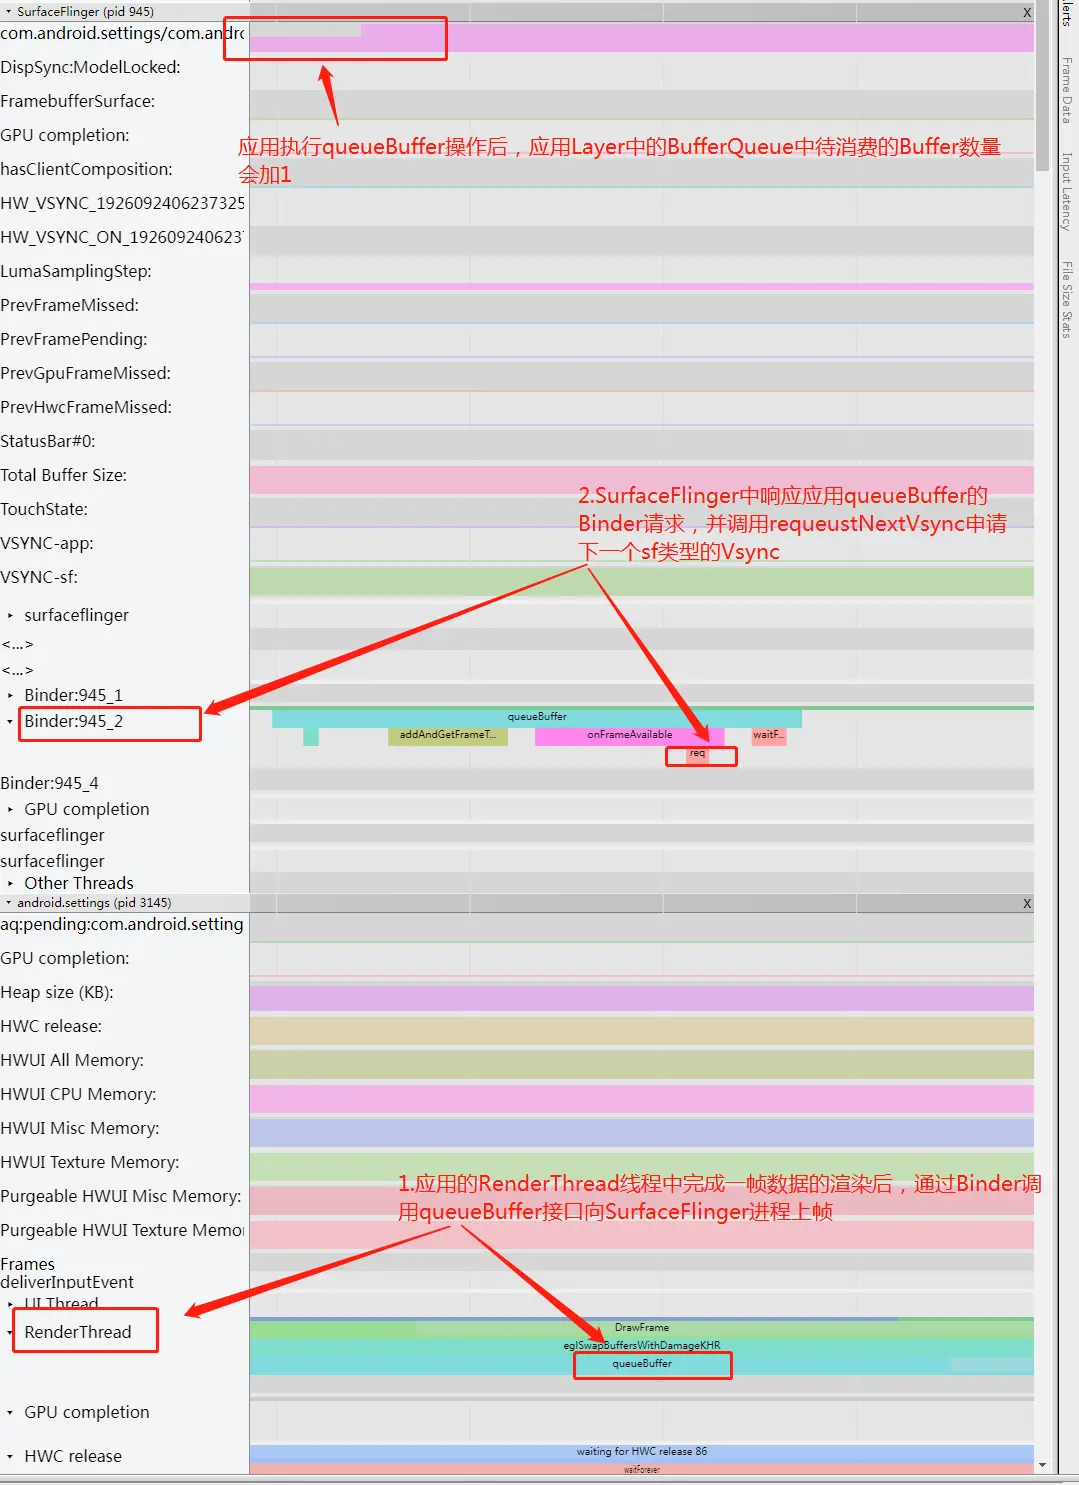 SurfaceFlinger (pid 945)
X
com.android.settings/com.andro
DispSync:ModelLocked:
FramebufferSurface:
GPU completion:
应用执行queueBuffer操作后，应用Layer中的BufferQueue中待消费的Buffer数量
会加1
hasClientComposition:
HW_VSYNC_1926092406237325
HW_VSYNC_ON_192609240623
LumaSamplingStep:
PrevFrameMissed:
PrevFramePending:
PrevGpuFrameMissed:
PrevHwcFrameMissed:
StatusBar#0:
Total Buffer Size:
2.SurfaceFlinger中响应应用queueBuffer的
Binder请求，并调用requeustNextVsync申请
下一个sf类型的Vsync
TouchState:
VSYNC-app:
VSYNC-sf:
surfaceflinger
<...>
<...>
Binder:945_1
Binder:945_2
queueBuffer
addAndGetFrameT...
onFrameAvailable
waitF...
req
Binder:945_4
GPU completion
surfaceflinger
surfaceflinger
Other Threads
android.settings (pid 3145)
X
aq:pending:com.android.setting
GPU completion:
Heap size (KB):
HWC release:
HWUI All Memory:
HWUI CPU Memory:
HWUI Misc Memory:
HWUI Texture Memory:
1.应用的RenderThread线程中完成一帧数据的渲染后，通过Binder调
用queueBuffer接口向SurfaceFlinger进程上帧
Purgeable HWUI Misc Memory:
Purgeable HWUI Texture Memor
Frames
deliverInputEvent
UI Thread
RenderThread
DrawFrame
eglSwapBuffersWithDamageKHR
queueBuffer
GPU completion
HWC release
waiting for HWC release 86
waitForever
lerts
Frame Data
Input Latency
File Size Stats